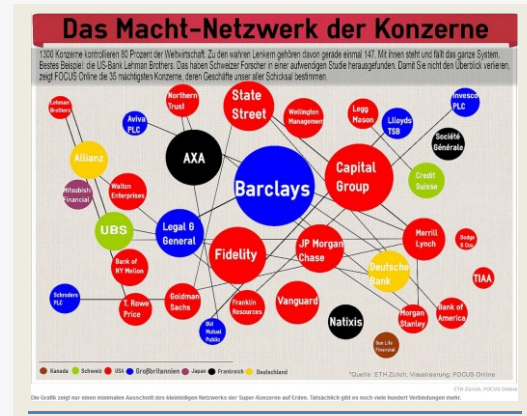 Das Macht-Netzwerk der Konzerne
1300 Konzerne kontrollieren 80 Prozent der Weltwirtschaft. Zu den wahren Lenkern gehören davon gerade einmal 147. Mit ihnen steht und fällt das ganze System.
Bestes Beispiel: die US-Bank Lehman Brothers. Das haben Schweizer Forscher in einer aufwendigen Studie herausgefunden. Damit Sie nicht den Überblick verlieren,
zeigt FOCUS Online die 35 mächtigsten Konzerne, deren Geschäfte unser aller Schicksal bestimmen.
Lehman
Brothers
Northern
Trust
State
Street
Wellington
Management
Legg
Mason
Llloyds
TSB
Invesco
PLC
Aviva
PLC
Société
Générale
Allianz
AXA
Capital
Group
Credit
Suisse
Mitsubishi
Financial
Walton
Enterprises
Barclays
UBS
Legal &
General
Fidelity
JP Morgan
Chase
Merrill
Lynch
Dodge
& Cox
Bank of
NY Mellon
Deutsche
Bank
TIAA
Schroders
PLC
T. Rowe
Price
Goldman
Sachs
Franklin
Resources
Vanguard
Natixis
Morgan
Stanley
Bank of
America
Old
Mutual
Public
Sun Life
Financial
Kanada Schweiz USA Großbritannien Japan Frankreich Deutschland
*Quelle: ETH Zürich; Visualisierung: FOCUS Online
ETH Zürich, FOCUS Online
Die Grafik zeigt nur einen minimalen Ausschnitt des kleinteiligen Netzwerks der Super-Konzerne auf Erden. Tatsächlich gibt es noch viele hundert Verbindungen mehr.